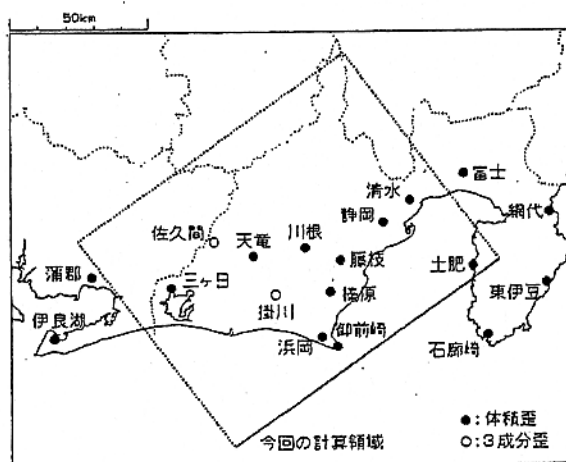 50km
富士
清水
網代
静岡
佐久間
川根
天竜
藤枝
土肥
蒲郡
三ヶ日
東伊豆
榛原
掛川
伊良湖
御前崎
浜岡
石廊崎
●:体積歪
今回の計算領域
○:3成分歪